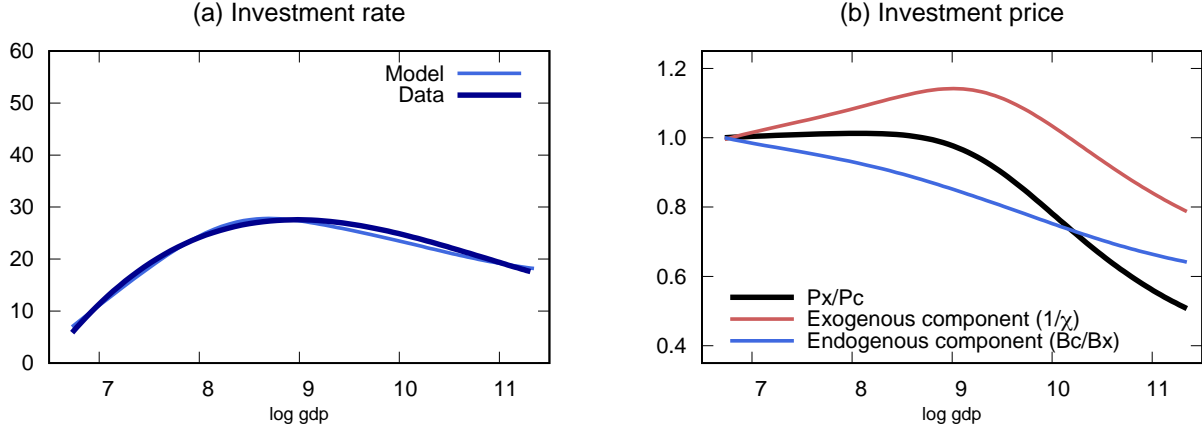 (a) Investment rate
60
50
40
30
20
10
0
Model
Data
7 8 9 10 11
log gdp
(b) Investment price
1.2
1.0
0.8
0.6
0.4
Px/Pc
Exogenous component (1/χ)
Endogenous component (Bc/Bx)
7 8 9 10 11
log gdp